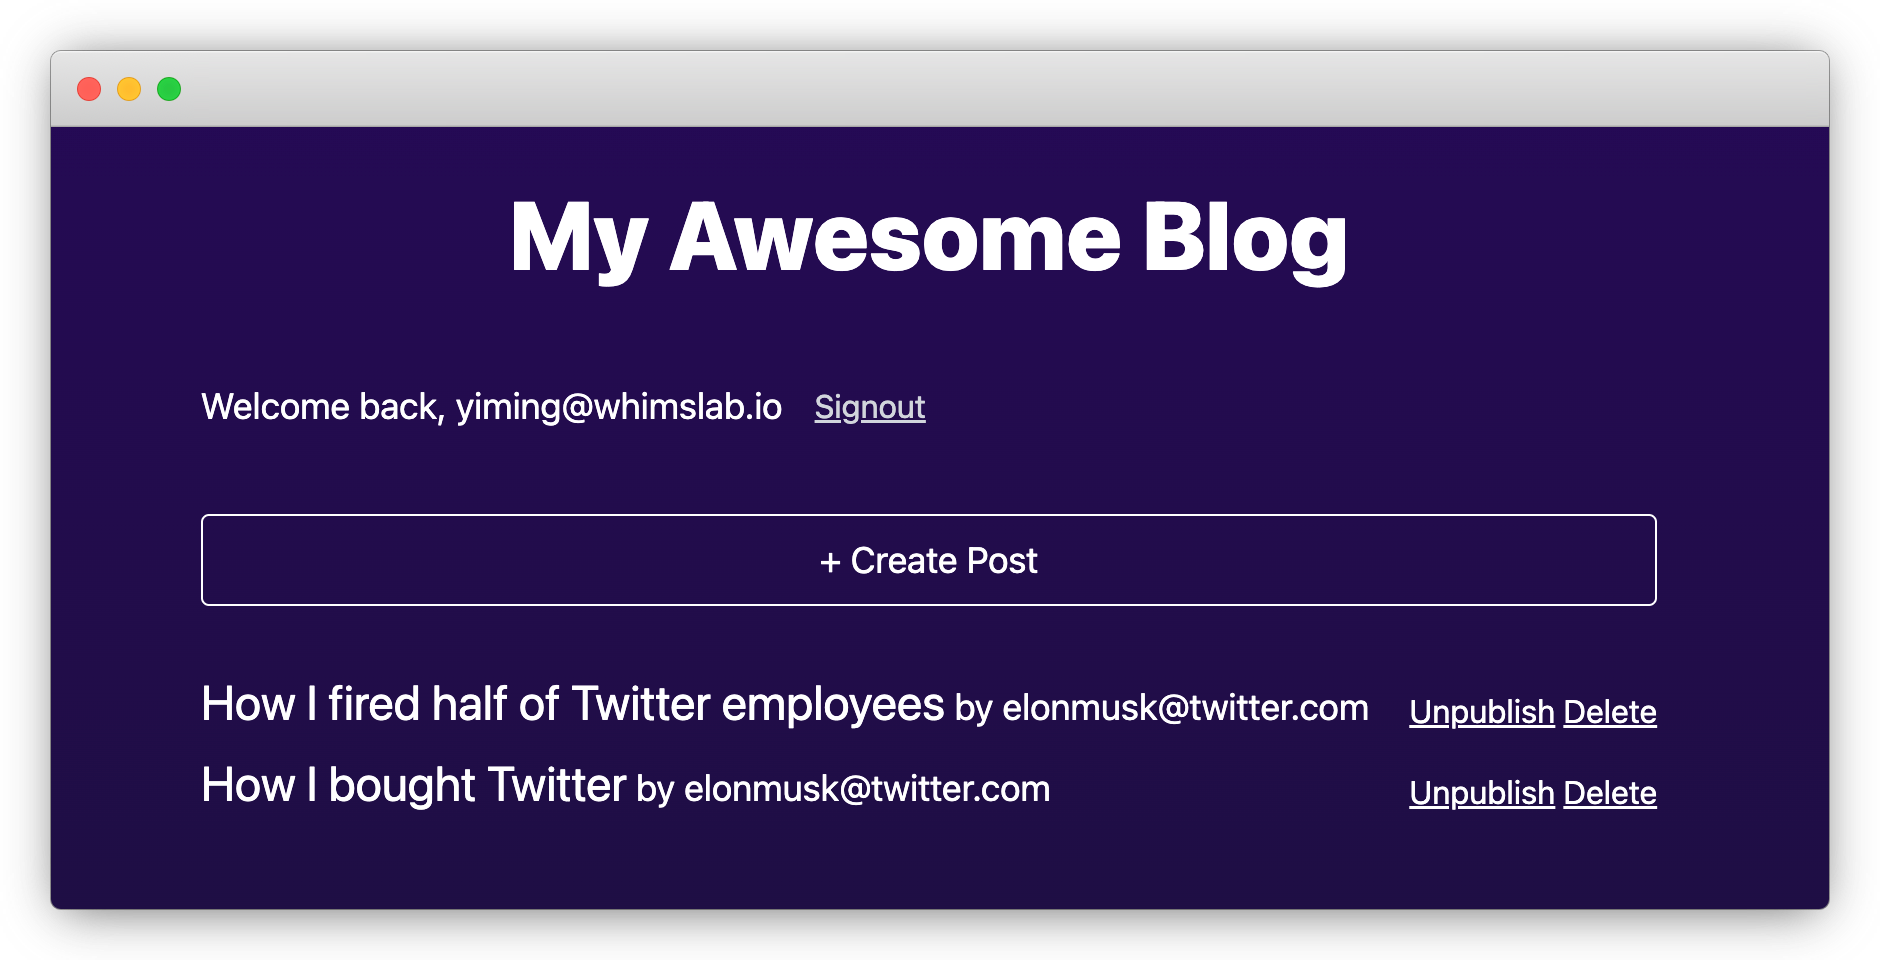 My Awesome Blog
Welcome back, yiming@whimslab.io Signout
+ Create Post
How I fired half of Twitter employees by elonmusk@twitter.com Unpublish Delete
How I bought Twitter by elonmusk@twitter.com Unpublish Delete